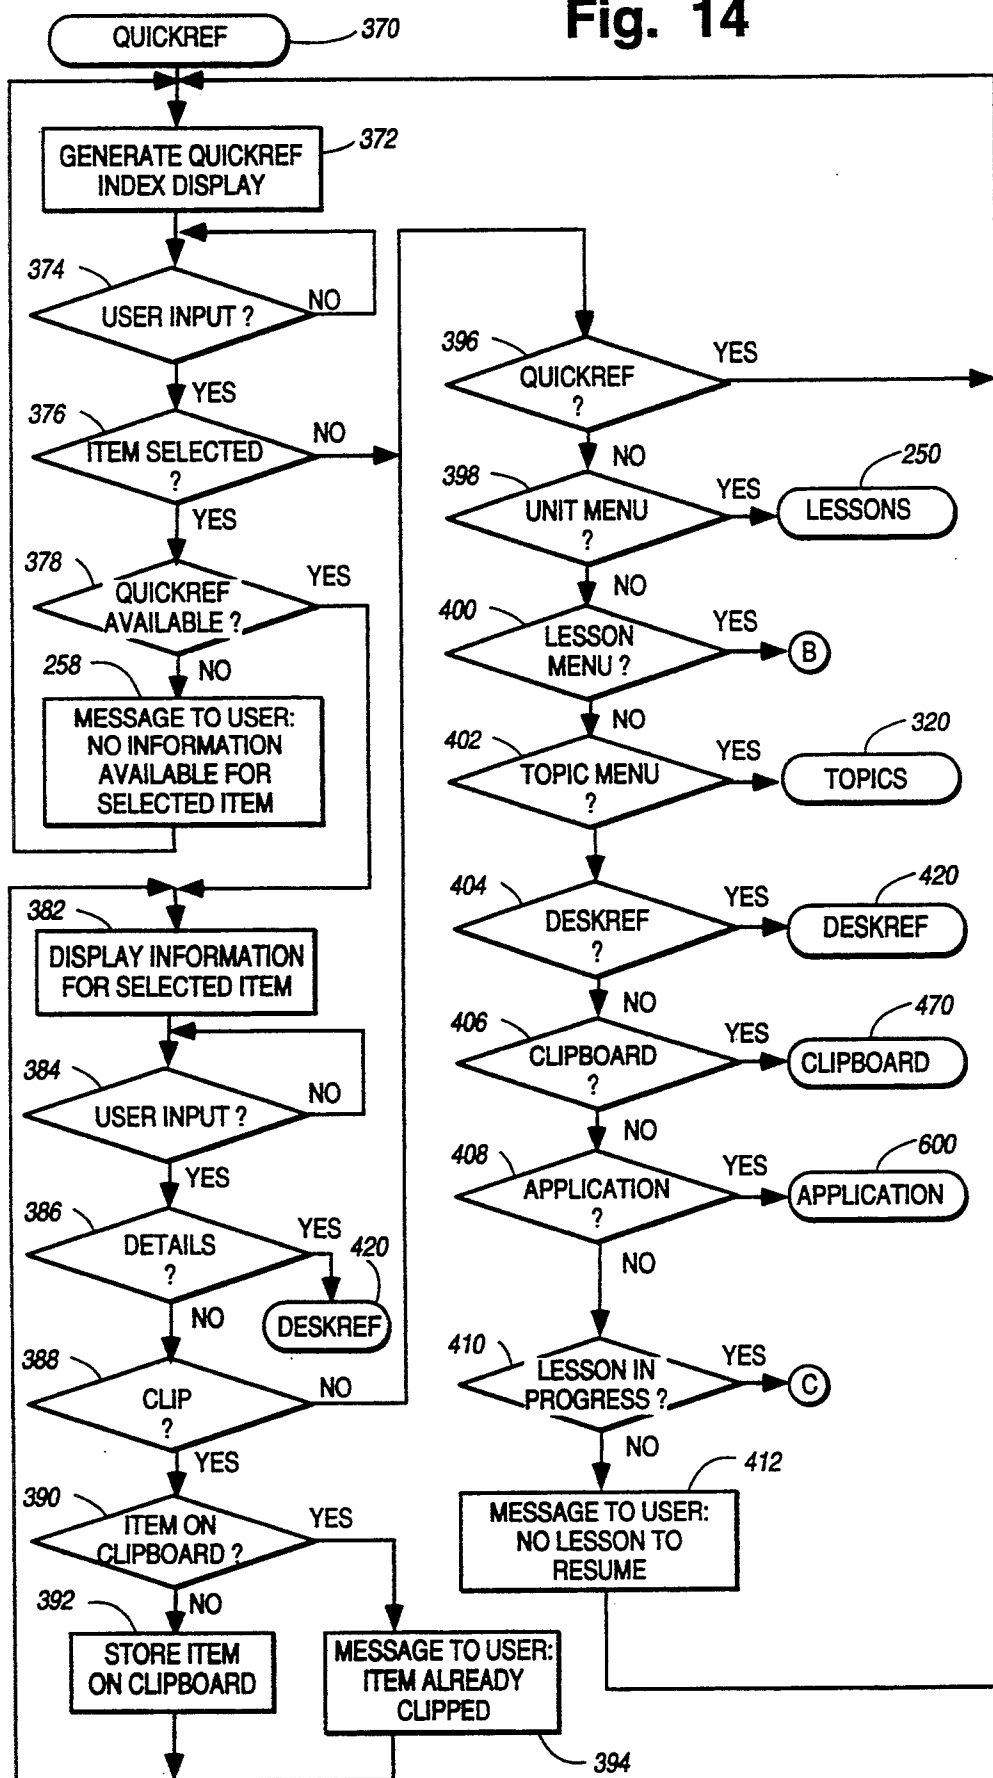 Fig. 14
QUICKREF
370
GENERATE QUICKREF
INDEX DISPLAY
372
374
USER INPUT ?
NO
YES
376
ITEM SELECTED
?
NO
YES
378
QUICKREF
AVAILABLE ?
YES
NO
258
MESSAGE TO USER:
NO INFORMATION
AVAILABLE FOR
SELECTED ITEM
382
DISPLAY INFORMATION
FOR SELECTED ITEM
384
USER INPUT ?
NO
YES
386
DETAILS
?
YES
420
DESKREF
NO
388
CLIP
?
NO
YES
390
ITEM ON
CLIPBOARD ?
YES
NO
392
STORE ITEM
ON CLIPBOARD
MESSAGE TO USER:
ITEM ALREADY
CLIPPED
394
396
QUICKREF
?
YES
NO
398
UNIT MENU
?
YES
250
LESSONS
NO
400
LESSON
MENU ?
YES
B
NO
402
TOPIC MENU
?
YES
320
TOPICS
404
DESKREF
?
YES
420
DESKREF
NO
406
CLIPBOARD
?
YES
470
CLIPBOARD
NO
408
APPLICATION
?
YES
600
APPLICATION
NO
410
LESSON IN
PROGRESS ?
YES
C
NO
412
MESSAGE TO USER:
NO LESSON TO
RESUME